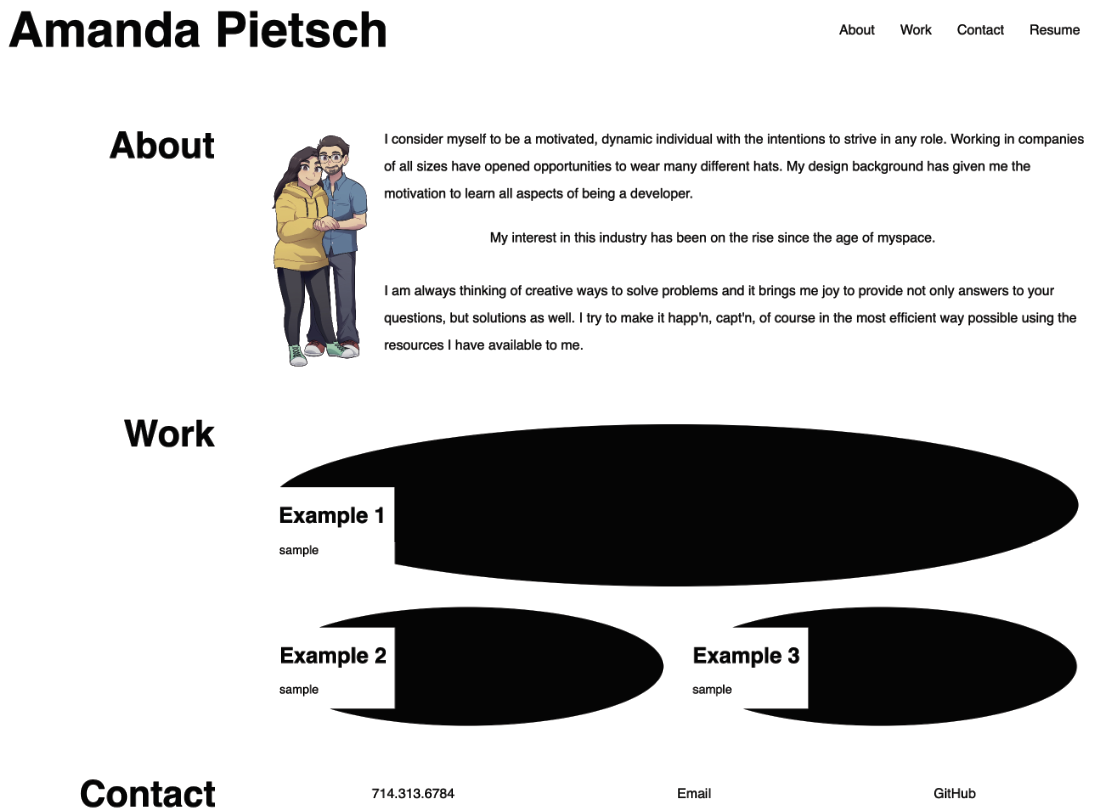 Amanda Pietsch
About Work Contact Resume
About
I consider myself to be a motivated, dynamic individual with the intentions to strive in any role. Working in companies
of all sizes have opened opportunities to wear many different hats. My design background has given me the
motivation to learn all aspects of being a developer.
My interest in this industry has been on the rise since the age of myspace.
I am always thinking of creative ways to solve problems and it brings me joy to provide not only answers to your
questions, but solutions as well. I try to make it happ'n, capt'n, of course in the most efficient way possible using the
resources I have available to me.
Work
Example 1
sample
Example 2
sample
Example 3
sample
Contact
714.313.6784 Email GitHub